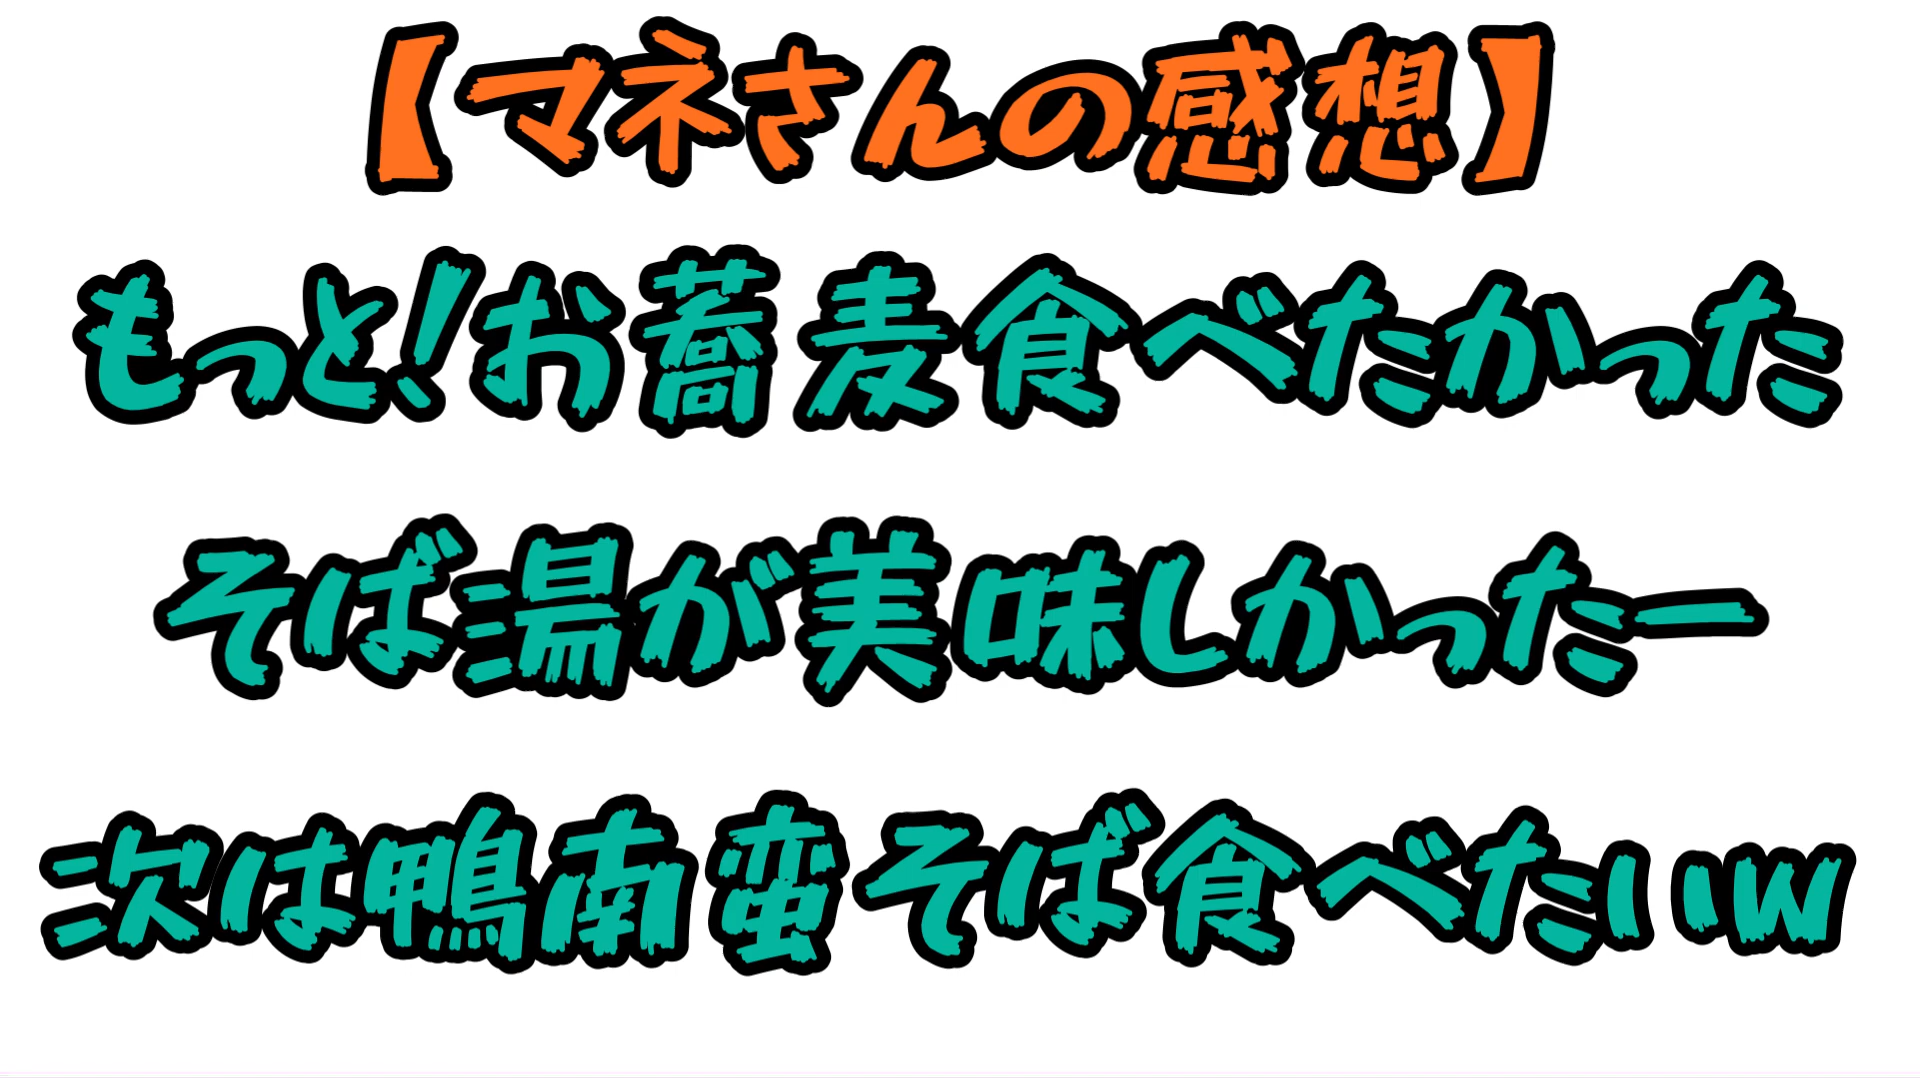 【マネさんの感想】
もっと!お蕎麦食べたかった
そば湯が美味しかったー
次は鴨南蛮そば食べたいw